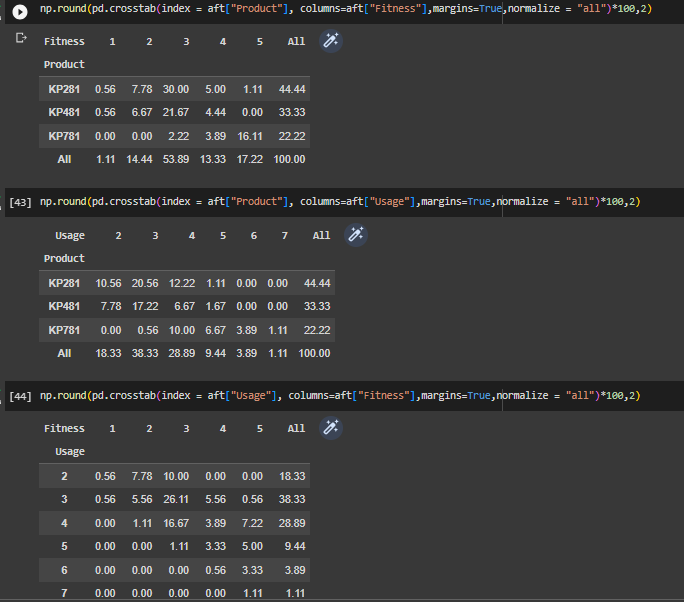 np.round(pd.crosstab(index = aft["Product"], columns=aft["Fitness"],margins=True,normalize = "all")*100,2)
Fitness 1 2 3 4 5 All
Product
KP281 0.56 7.78 30.00 5.00 1.11 44.44
KP481 0.56 6.67 21.67 4.44 0.00 33.33
KP781 0.00 0.00 2.22 3.89 16.11 22.22
All 1.11 14.44 53.89 13.33 17.22 100.00
[43] np.round(pd.crosstab(index = aft["Product"], columns=aft["Usage"],margins=True,normalize = "all")*100,2)
Usage 2 3 4 5 6 7 All
Product
KP281 10.56 20.56 12.22 1.11 0.00 0.00 44.44
KP481 7.78 17.22 6.67 1.67 0.00 0.00 33.33
KP781 0.00 0.56 10.00 6.67 3.89 1.11 22.22
All 18.33 38.33 28.89 9.44 3.89 1.11 100.00
[44] np.round(pd.crosstab(index = aft["Usage"], columns=aft["Fitness"],margins=True,normalize = "all")*100,2)
Fitness 1 2 3 4 5 All
Usage
2 0.56 7.78 10.00 0.00 0.00 18.33
3 0.56 5.56 26.11 5.56 0.56 38.33
4 0.00 1.11 16.67 3.89 7.22 28.89
5 0.00 0.00 1.11 3.33 5.00 9.44
6 0.00 0.00 0.00 0.56 3.33 3.89
7 0.00 0.00 0.00 0.00 1.11 1.11